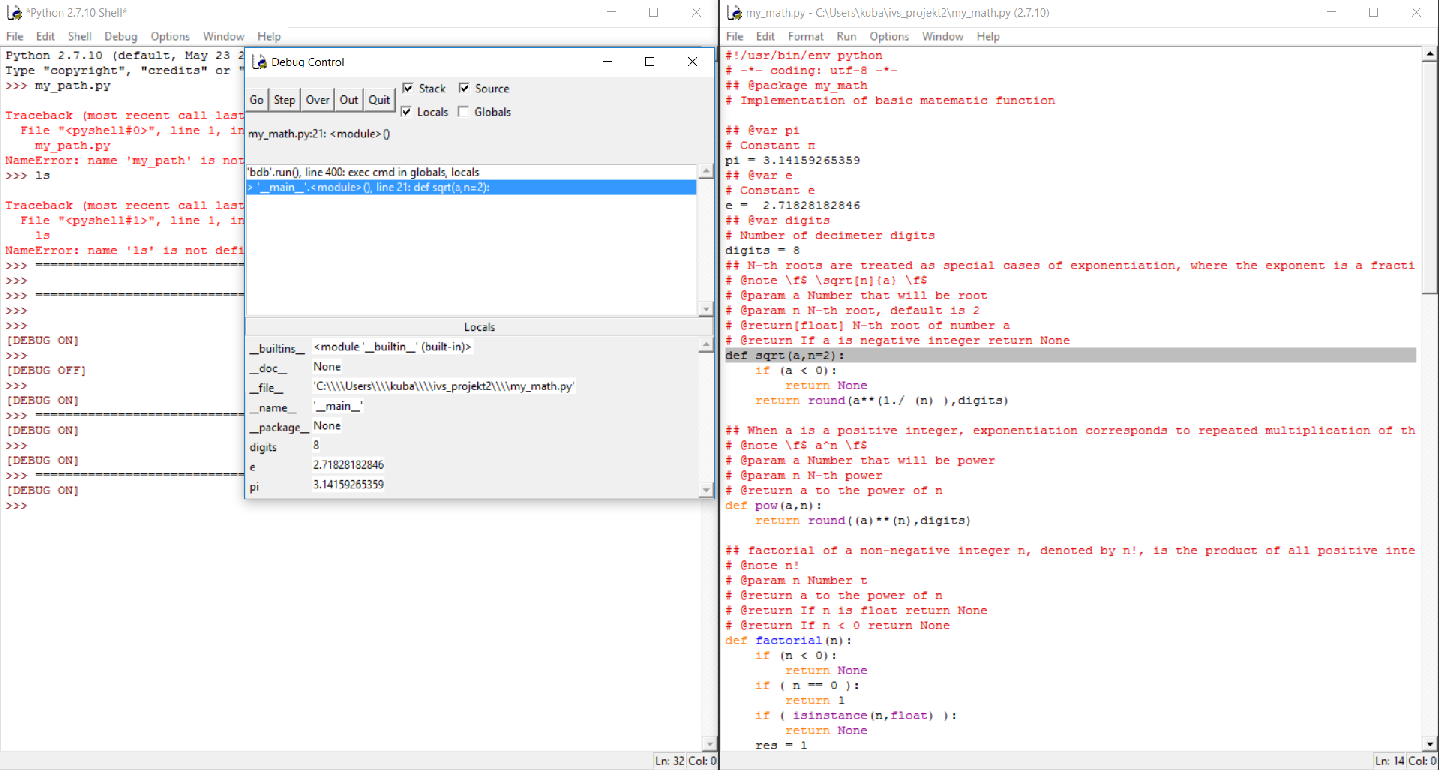 *Python 2.7.10 Shell*
File Edit Shell Debug Options Window Help
Python 2.7.10 (default, May 23 2
Type "copyright", "credits" or "
>>> my_path.py
Traceback (most recent call last
File "<pyshell#0>", line 1, in
my_path.py
NameError: name 'my_path' is not
>>> ls
Traceback (most recent call last
File "<pyshell#1>", line 1, in
ls
NameError: name 'ls' is not defi
>>> ============================
>>>
>>> ============================
>>>
>>>
[DEBUG ON]
>>>
[DEBUG OFF]
>>>
[DEBUG ON]
>>> ============================
[DEBUG ON]
>>>
[DEBUG ON]
>>> ============================
[DEBUG ON]
>>>
Ln: 32 Col: 0
Debug Control
Go Step Over Out Quit
Stack Source
Locals Globals
my_math.py:21: <module>()
'bdb'.run(), line 400: exec cmd in globals, locals
> '__main__'.<module>(), line 21: def sqrt(a,n=2):
Locals
__builtins__ <module '__builtin__' (built-in)>
__doc__ None
__file__ 'C:\\\\Users\\\\kuba\\\\ivs_projekt2\\\\my_math.py'
__name__ '__main__'
__package__ None
digits 8
e 2.71828182846
pi 3.14159265359
my_math.py - C:\Users\kuba\ivs_projekt2\my_math.py (2.7.10)
File Edit Format Run Options Window Help
#!/usr/bin/env python
# -*- coding: utf-8 -*-
## @package my_math
# Implementation of basic matematic function
## @var pi
# Constant π
pi = 3.14159265359
## @var e
# Constant e
e =  2.71828182846
## @var digits
# Number of decimeter digits
digits = 8
## N-th roots are treated as special cases of exponentiation, where the exponent is a fracti
# @note \f$ \sqrt[n]{a} \f$
# @param a Number that will be root
# @param n N-th root, default is 2
# @return[float] N-th root of number a
# @return If a is negative integer return None
def sqrt(a,n=2):
if (a < 0):
return None
return round(a**(1./ (n) ),digits)
## When a is a positive integer, exponentiation corresponds to repeated multiplication of th
# @note \f$ a^n \f$
# @param a Number that will be power
# @param n N-th power
# @return a to the power of n
def pow(a,n):
return round((a)**(n),digits)
## factorial of a non-negative integer n, denoted by n!, is the product of all positive inte
# @note n!
# @param n Number t
# @return a to the power of n
# @return If n is float return None
# @return If n < 0 return None
def factorial(n):
if (n < 0):
return None
if ( n == 0 ):
return 1
if ( isinstance(n,float) ):
return None
res = 1
Ln: 14 Col: 0